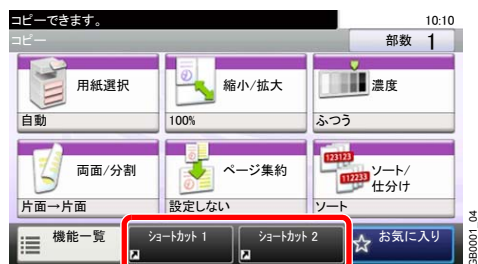 コピーできます。
10:10
コピー
部数 1
用紙選択
縮小/拡大
濃度
自動
100%
ふつう
両面/分割
ページ集約
123123
112233
ソート/
仕分け
片面→片面
設定しない
ソート
機能一覧
ショートカット 1
ショートカット 2
お気に入り
GB0001_04